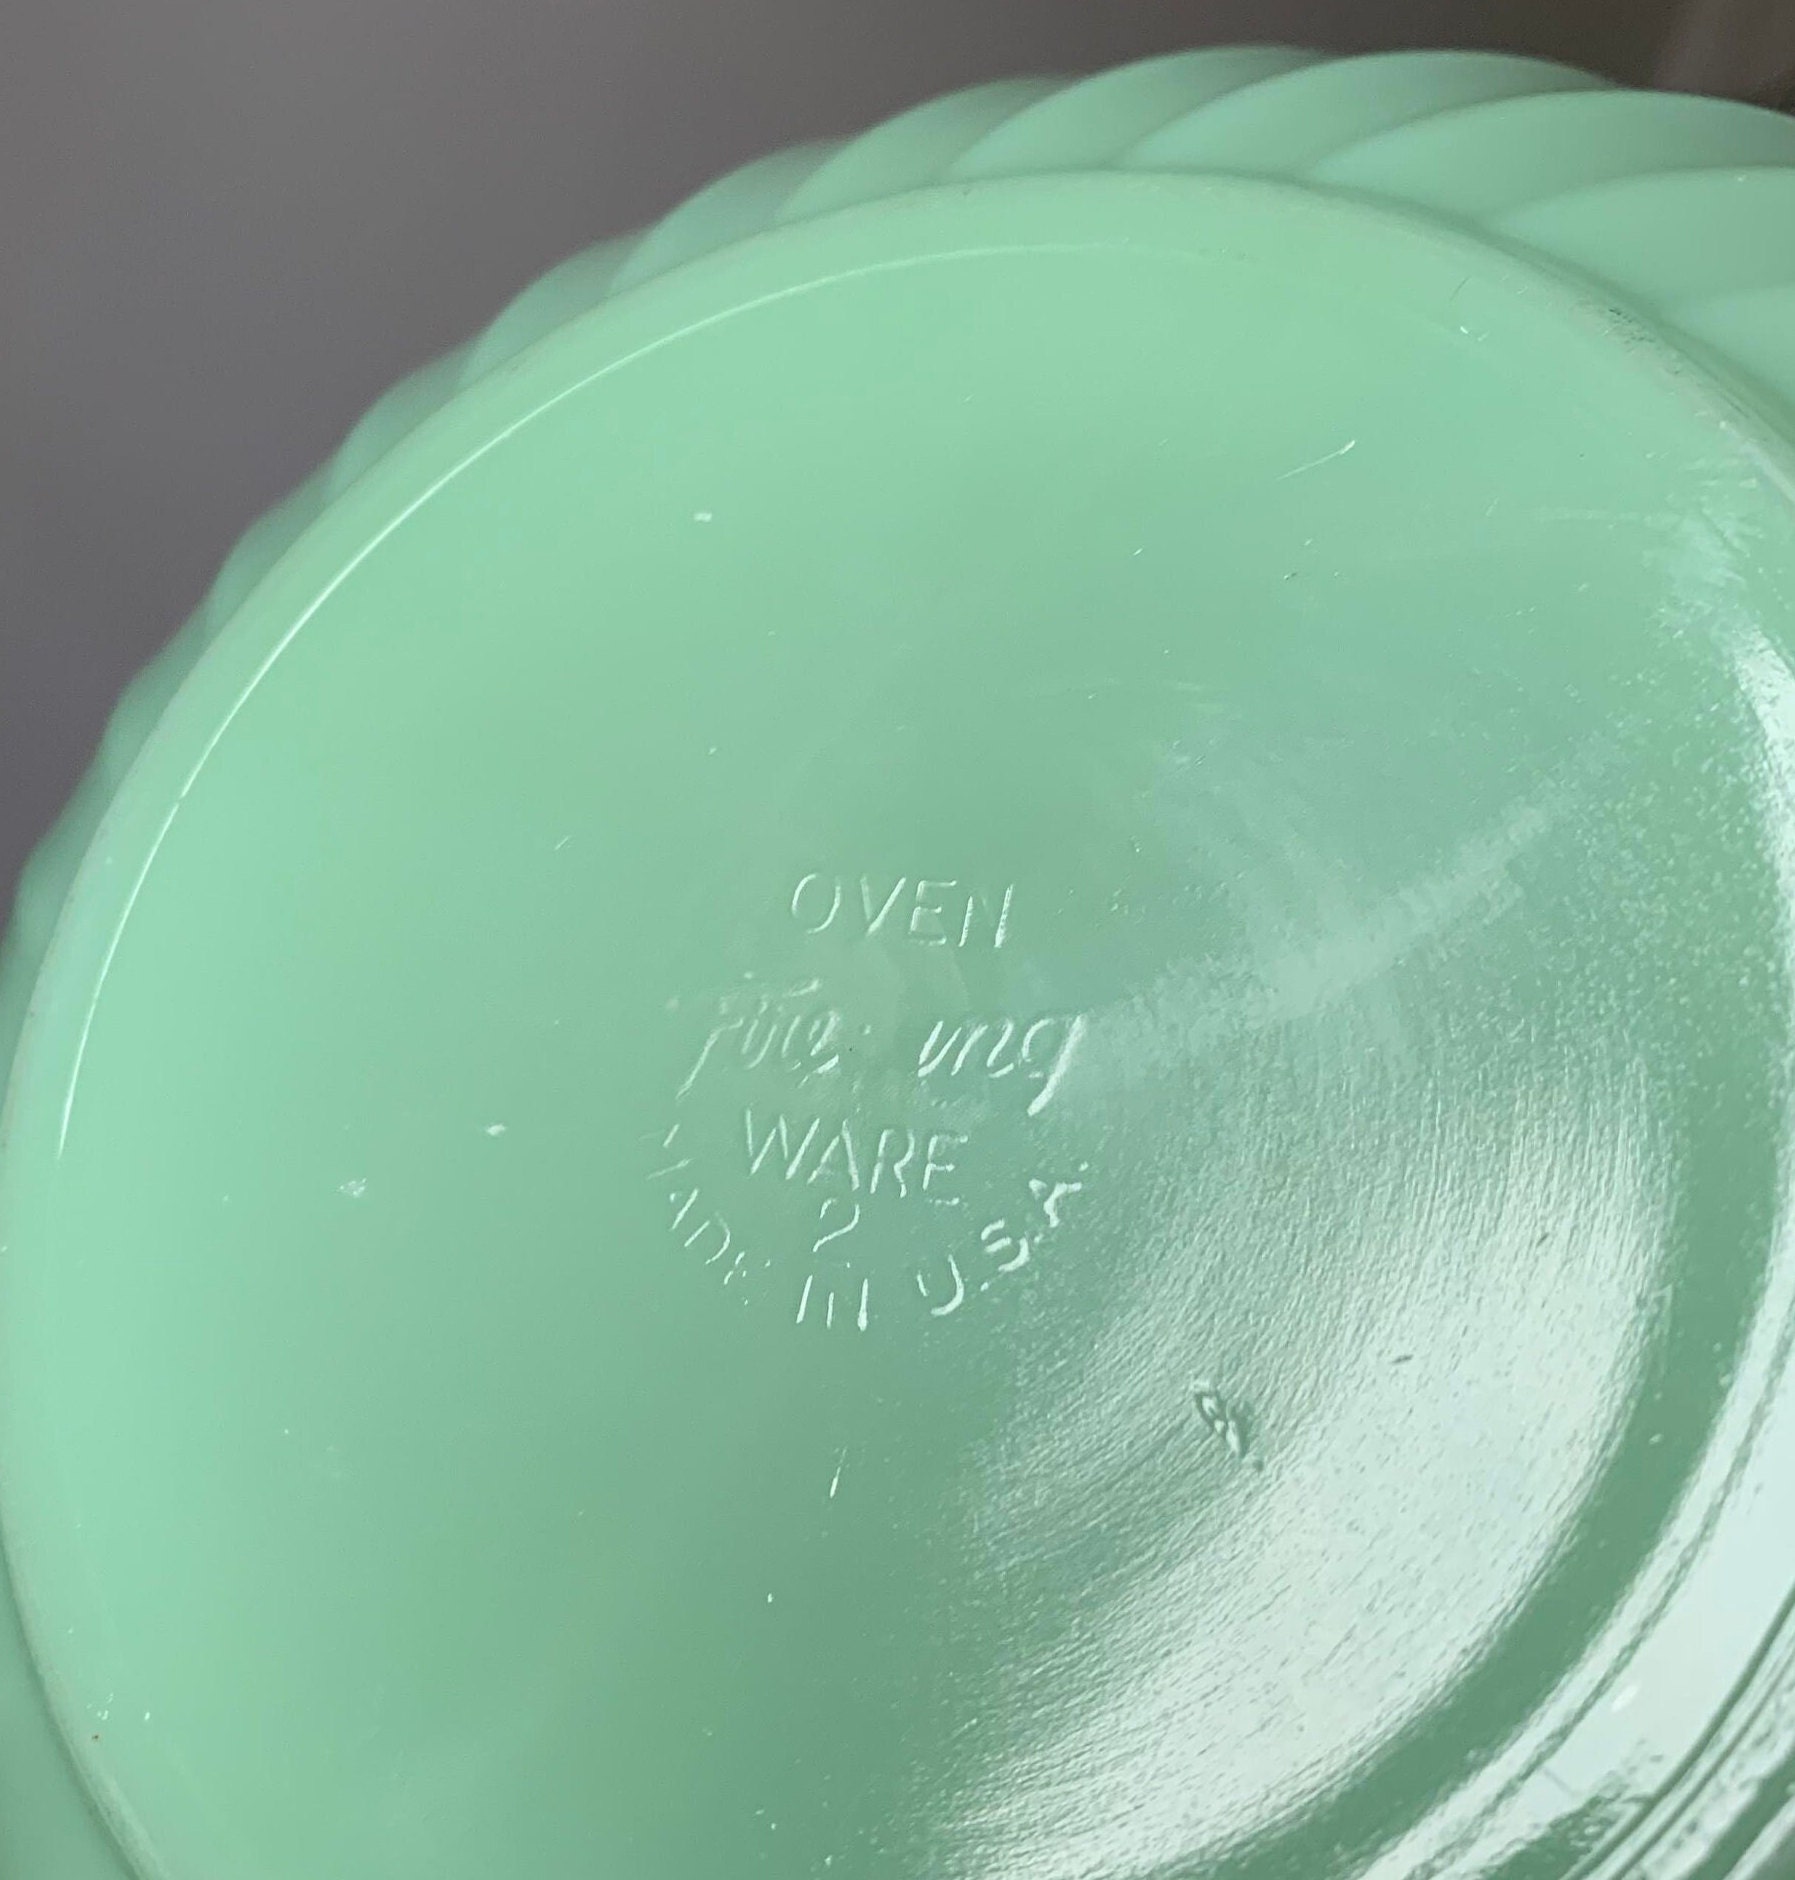 OVEN
Fire-King
WARE
2
MADE IN U.S.A.